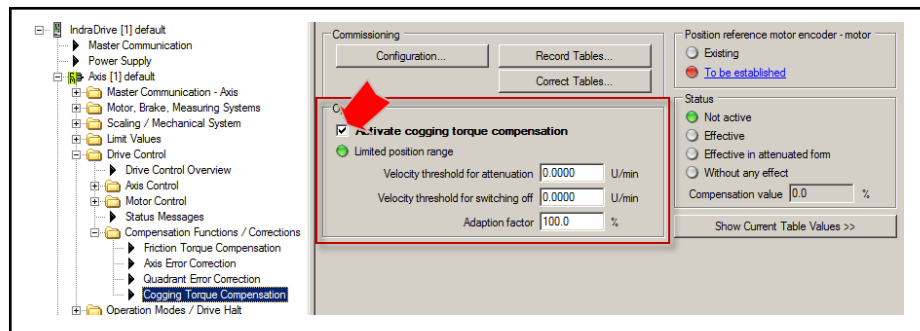 IndraDrive [1] default
Master Communication
Power Supply
Axis [1] default
Master Communication - Axis
Motor, Brake, Measuring Systems
Scaling / Mechanical System
Limit Values
Drive Control
Drive Control Overview
Axis Control
Motor Control
Status Messages
Compensation Functions / Corrections
Friction Torque Compensation
Axis Error Correction
Quadrant Error Correction
Cogging Torque Compensation
Operation Modes / Drive Halt
Commissioning
Configuration...
Record Tables...
Correct Tables...
Activate cogging torque compensation
Limited position range
Velocity threshold for attenuation 0.0000 U/min
Velocity threshold for switching off 0.0000 U/min
Adaption factor 100.0 %
Position reference motor encoder - motor
Existing
To be established
Status
Not active
Effective
Effective in attenuated form
Without any effect
Compensation value 0.0 %
Show Current Table Values >>